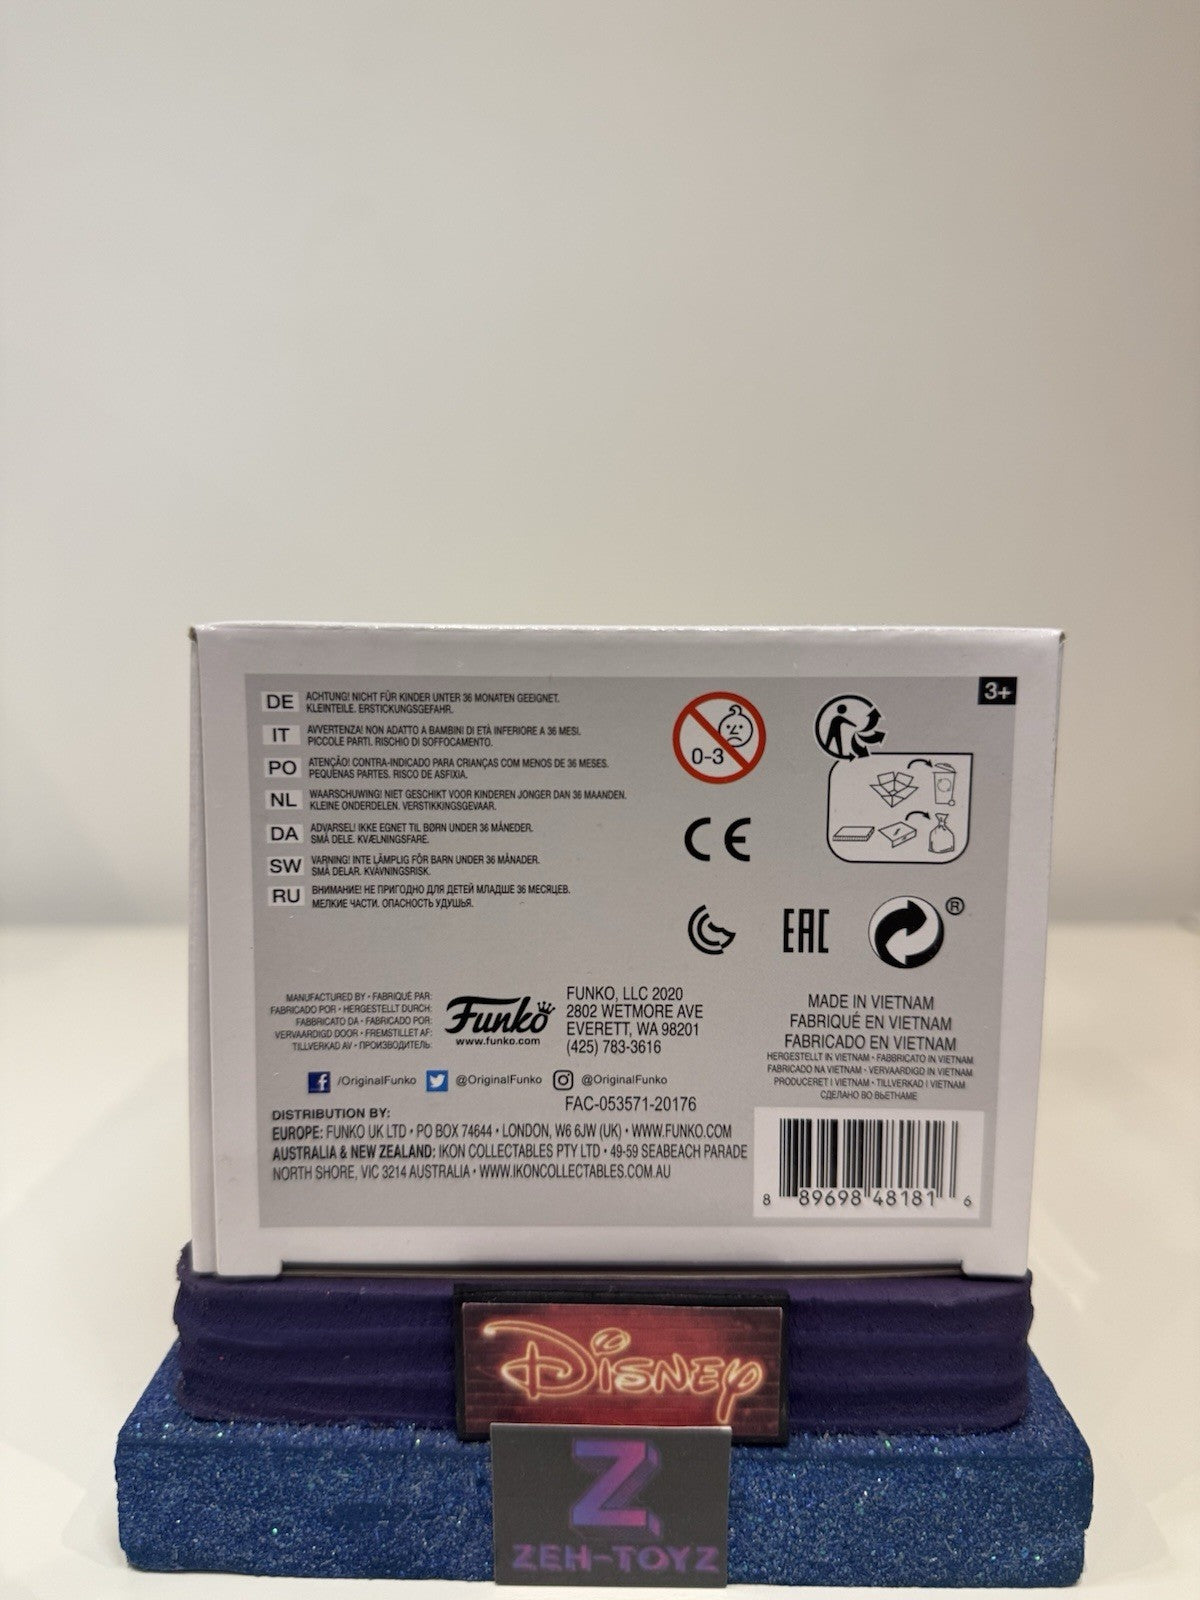 3+
DE ACHTUNG! NICHT FÜR KINDER UNTER 36 MONATEN GEEIGNET.
KLEINTEILE. ERSTICKUNGSGEFAHR.
IT AVVERTENZA! NON ADATTO A BAMBINI DI ETÀ INFERIORE A 36 MESI.
PICCOLE PARTI. RISCHIO DI SOFFOCAMENTO.
PO ATENÇÃO! CONTRA-INDICADO PARA CRIANÇAS COM MENOS DE 36 MESES.
PEQUENAS PARTES. RISCO DE ASFIXIA.
NL WAARSCHUWING! NIET GESCHIKT VOOR KINDEREN JONGER DAN 36 MAANDEN.
KLEINE ONDERDELEN. VERSTIKKINGSGEVAAR.
DA ADVARSEL! IKKE EGNET TIL BØRN UNDER 36 MÅNEDER.
SMÅ DELE. KVÆLNINGSFARE.
SW VARNING! INTE LÄMPLIG FÖR BARN UNDER 36 MÅNADER.
SMÅ DELAR. KVÄVNINGSRISK.
RU ВНИМАНИЕ! НЕ ПРИГОДНО ДЛЯ ДЕТЕЙ МЛАДШЕ 36 МЕСЯЦЕВ.
МЕЛКИЕ ЧАСТИ. ОПАСНОСТЬ УДУШЬЯ.
0-3
CE
EAC
®
MANUFACTURED BY • FABRIQUÉ PAR:
FABRICADO POR • HERGESTELLT DURCH:
FABBRICATO DA • FABRICADO POR:
VERVAARDIGD DOOR • FREMSTILLET AF:
TILLVERKAD AV • ПРОИЗВОДИТЕЛЬ:
Funko
www.funko.com
FUNKO, LLC 2020
2802 WETMORE AVE
EVERETT, WA 98201
(425) 783-3616
/OriginalFunko @OriginalFunko @OriginalFunko
FAC-053571-20176
DISTRIBUTION BY:
EUROPE: FUNKO UK LTD • PO BOX 74644 • LONDON, W6 6JW (UK) • WWW.FUNKO.COM
AUSTRALIA & NEW ZEALAND: IKON COLLECTABLES PTY LTD • 49-59 SEABEACH PARADE
NORTH SHORE, VIC 3214 AUSTRALIA • WWW.IKONCOLLECTABLES.COM.AU
MADE IN VIETNAM
FABRIQUÉ EN VIETNAM
FABRICADO EN VIETNAM
HERGESTELLT IN VIETNAM • FABBRICATO IN VIETNAM
FABRICADO NA VIETNAM • VERVAARDIGD IN VIETNAM
PRODUCERET I VIETNAM • TILLVERKAD I VIETNAM
СДЕЛАНО ВО ВЬЕТНАМЕ
8 89698 48181 6
Disney
Z
ZEH-TOYZ